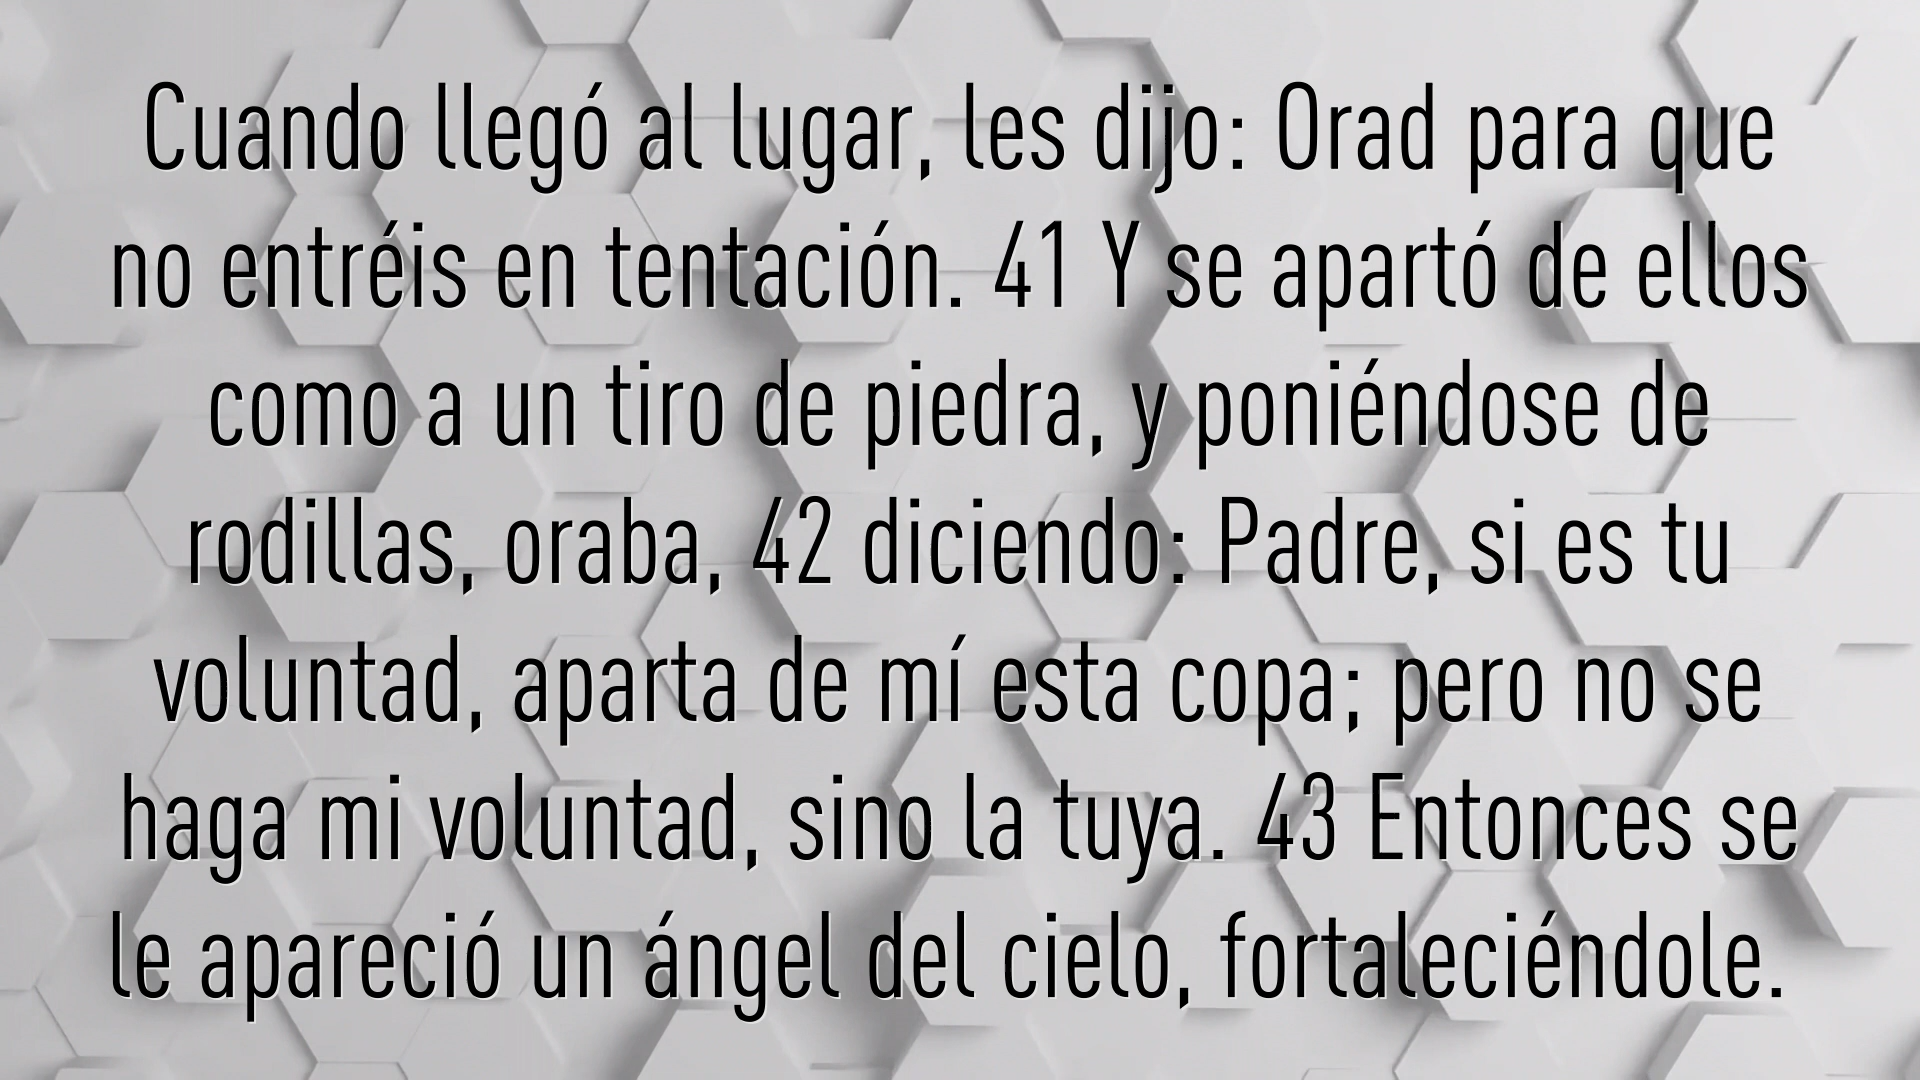 Cuando llegó al lugar, les dijo: Orad para que
no entréis en tentación. 41 Y se apartó de ellos
como a un tiro de piedra, y poniéndose de
rodillas, oraba, 42 diciendo: Padre, si es tu
voluntad, aparta de mí esta copa; pero no se
haga mi voluntad, sino la tuya. 43 Entonces se
le apareció un ángel del cielo, fortaleciéndole.